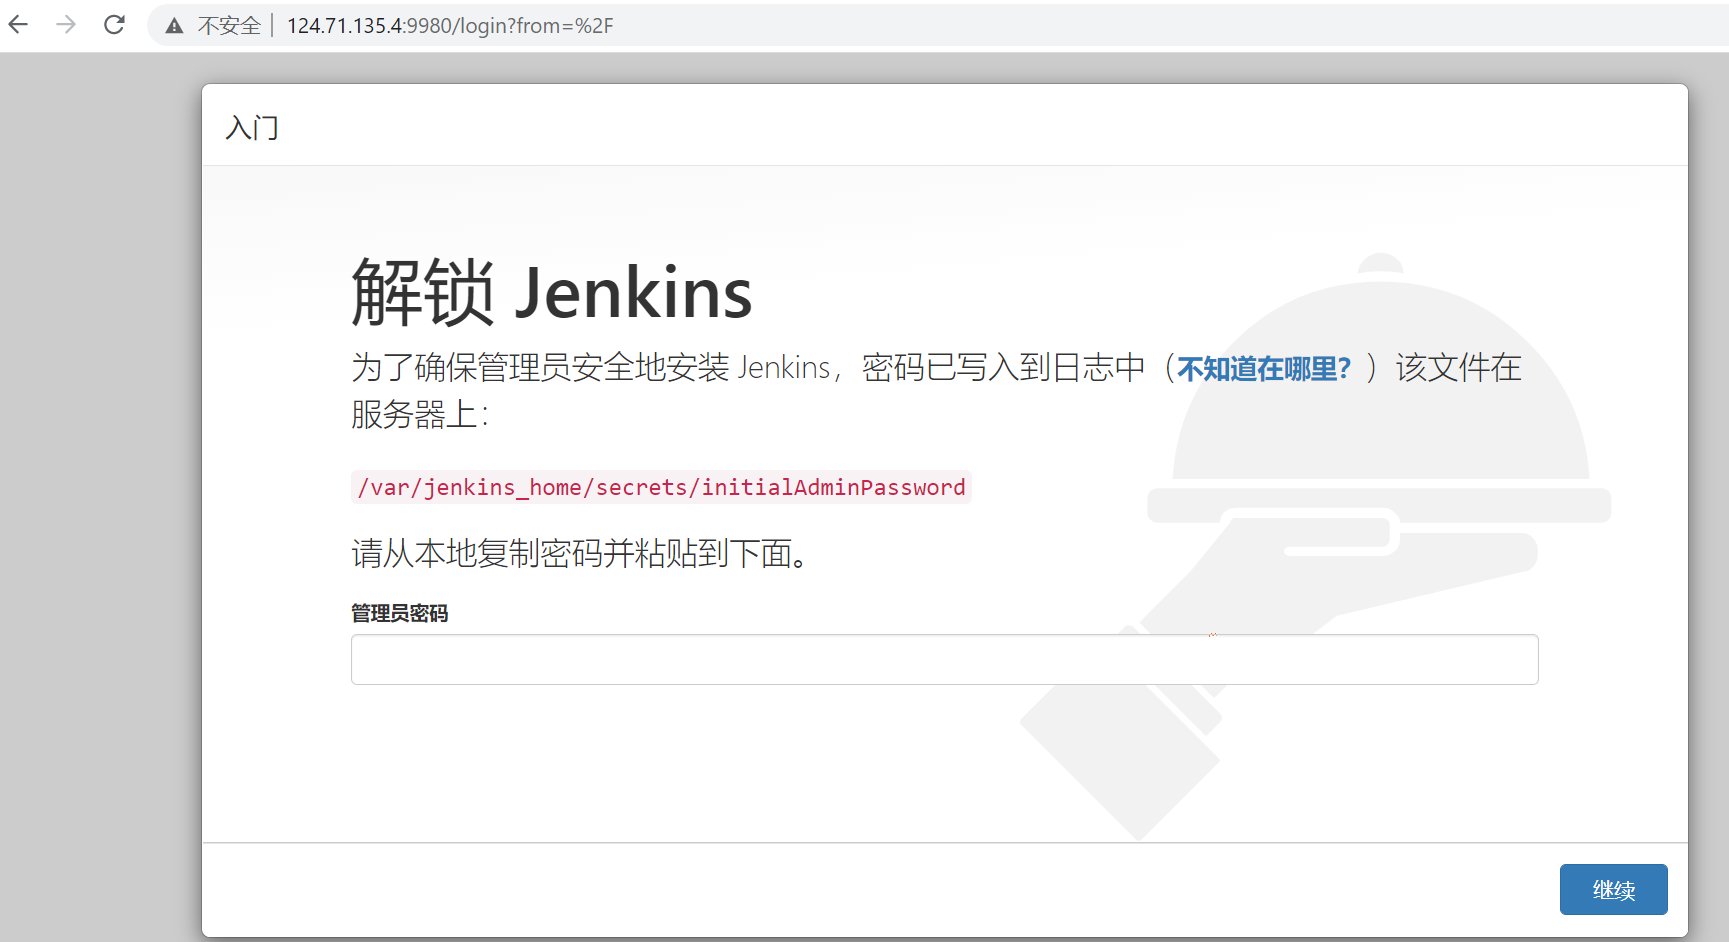 不安全 124.71.135.4:9980/login?from=%2F
入门
解锁 Jenkins
为了确保管理员安全地安装 Jenkins，密码已写入到日志中（不知道在哪里？）该文件在
服务器上：
/var/jenkins_home/secrets/initialAdminPassword
请从本地复制密码并粘贴到下面。
管理员密码
继续